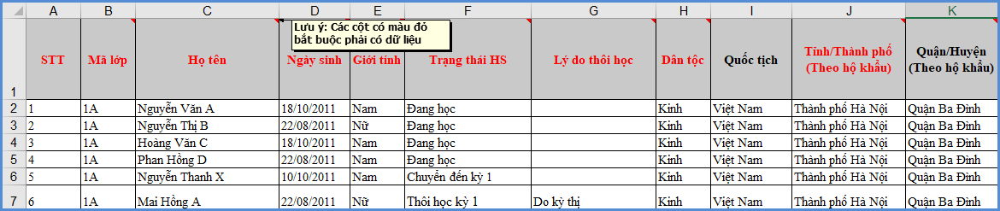 A B C D E F G H I J K
Lưu ý: Các cột có màu đỏ
bắt buộc phải có dữ liệu
1 STT Mã lớp Họ tên Ngày sinh Giới tính Trạng thái HS Lý do thôi học Dân tộc Quốc tịch Tỉnh/Thành phố Quận/Huyện
(Theo hộ khẩu) (Theo hộ khẩu)
2 1 1A Nguyễn Văn A 18/10/2011 Nam Đang học Kinh Việt Nam Thành phố Hà Nội Quận Ba Đình
3 2 1A Nguyễn Thị B 22/08/2011 Nữ Đang học Kinh Việt Nam Thành phố Hà Nội Quận Ba Đình
4 3 1A Hoàng Văn C 18/10/2011 Nam Đang học Kinh Việt Nam Thành phố Hà Nội Quận Ba Đình
5 4 1A Phan Hồng D 22/08/2011 Nam Đang học Kinh Việt Nam Thành phố Hà Nội Quận Ba Đình
6 5 1A Nguyễn Thanh X 10/10/2011 Nam Chuyển đến kỳ 1 Kinh Việt Nam Thành phố Hà Nội Quận Ba Đình
7 6 1A Mai Hồng A 22/08/2011 Nữ Thôi học kỳ 1 Do kỳ thị Kinh Việt Nam Thành phố Hà Nội Quận Ba Đình